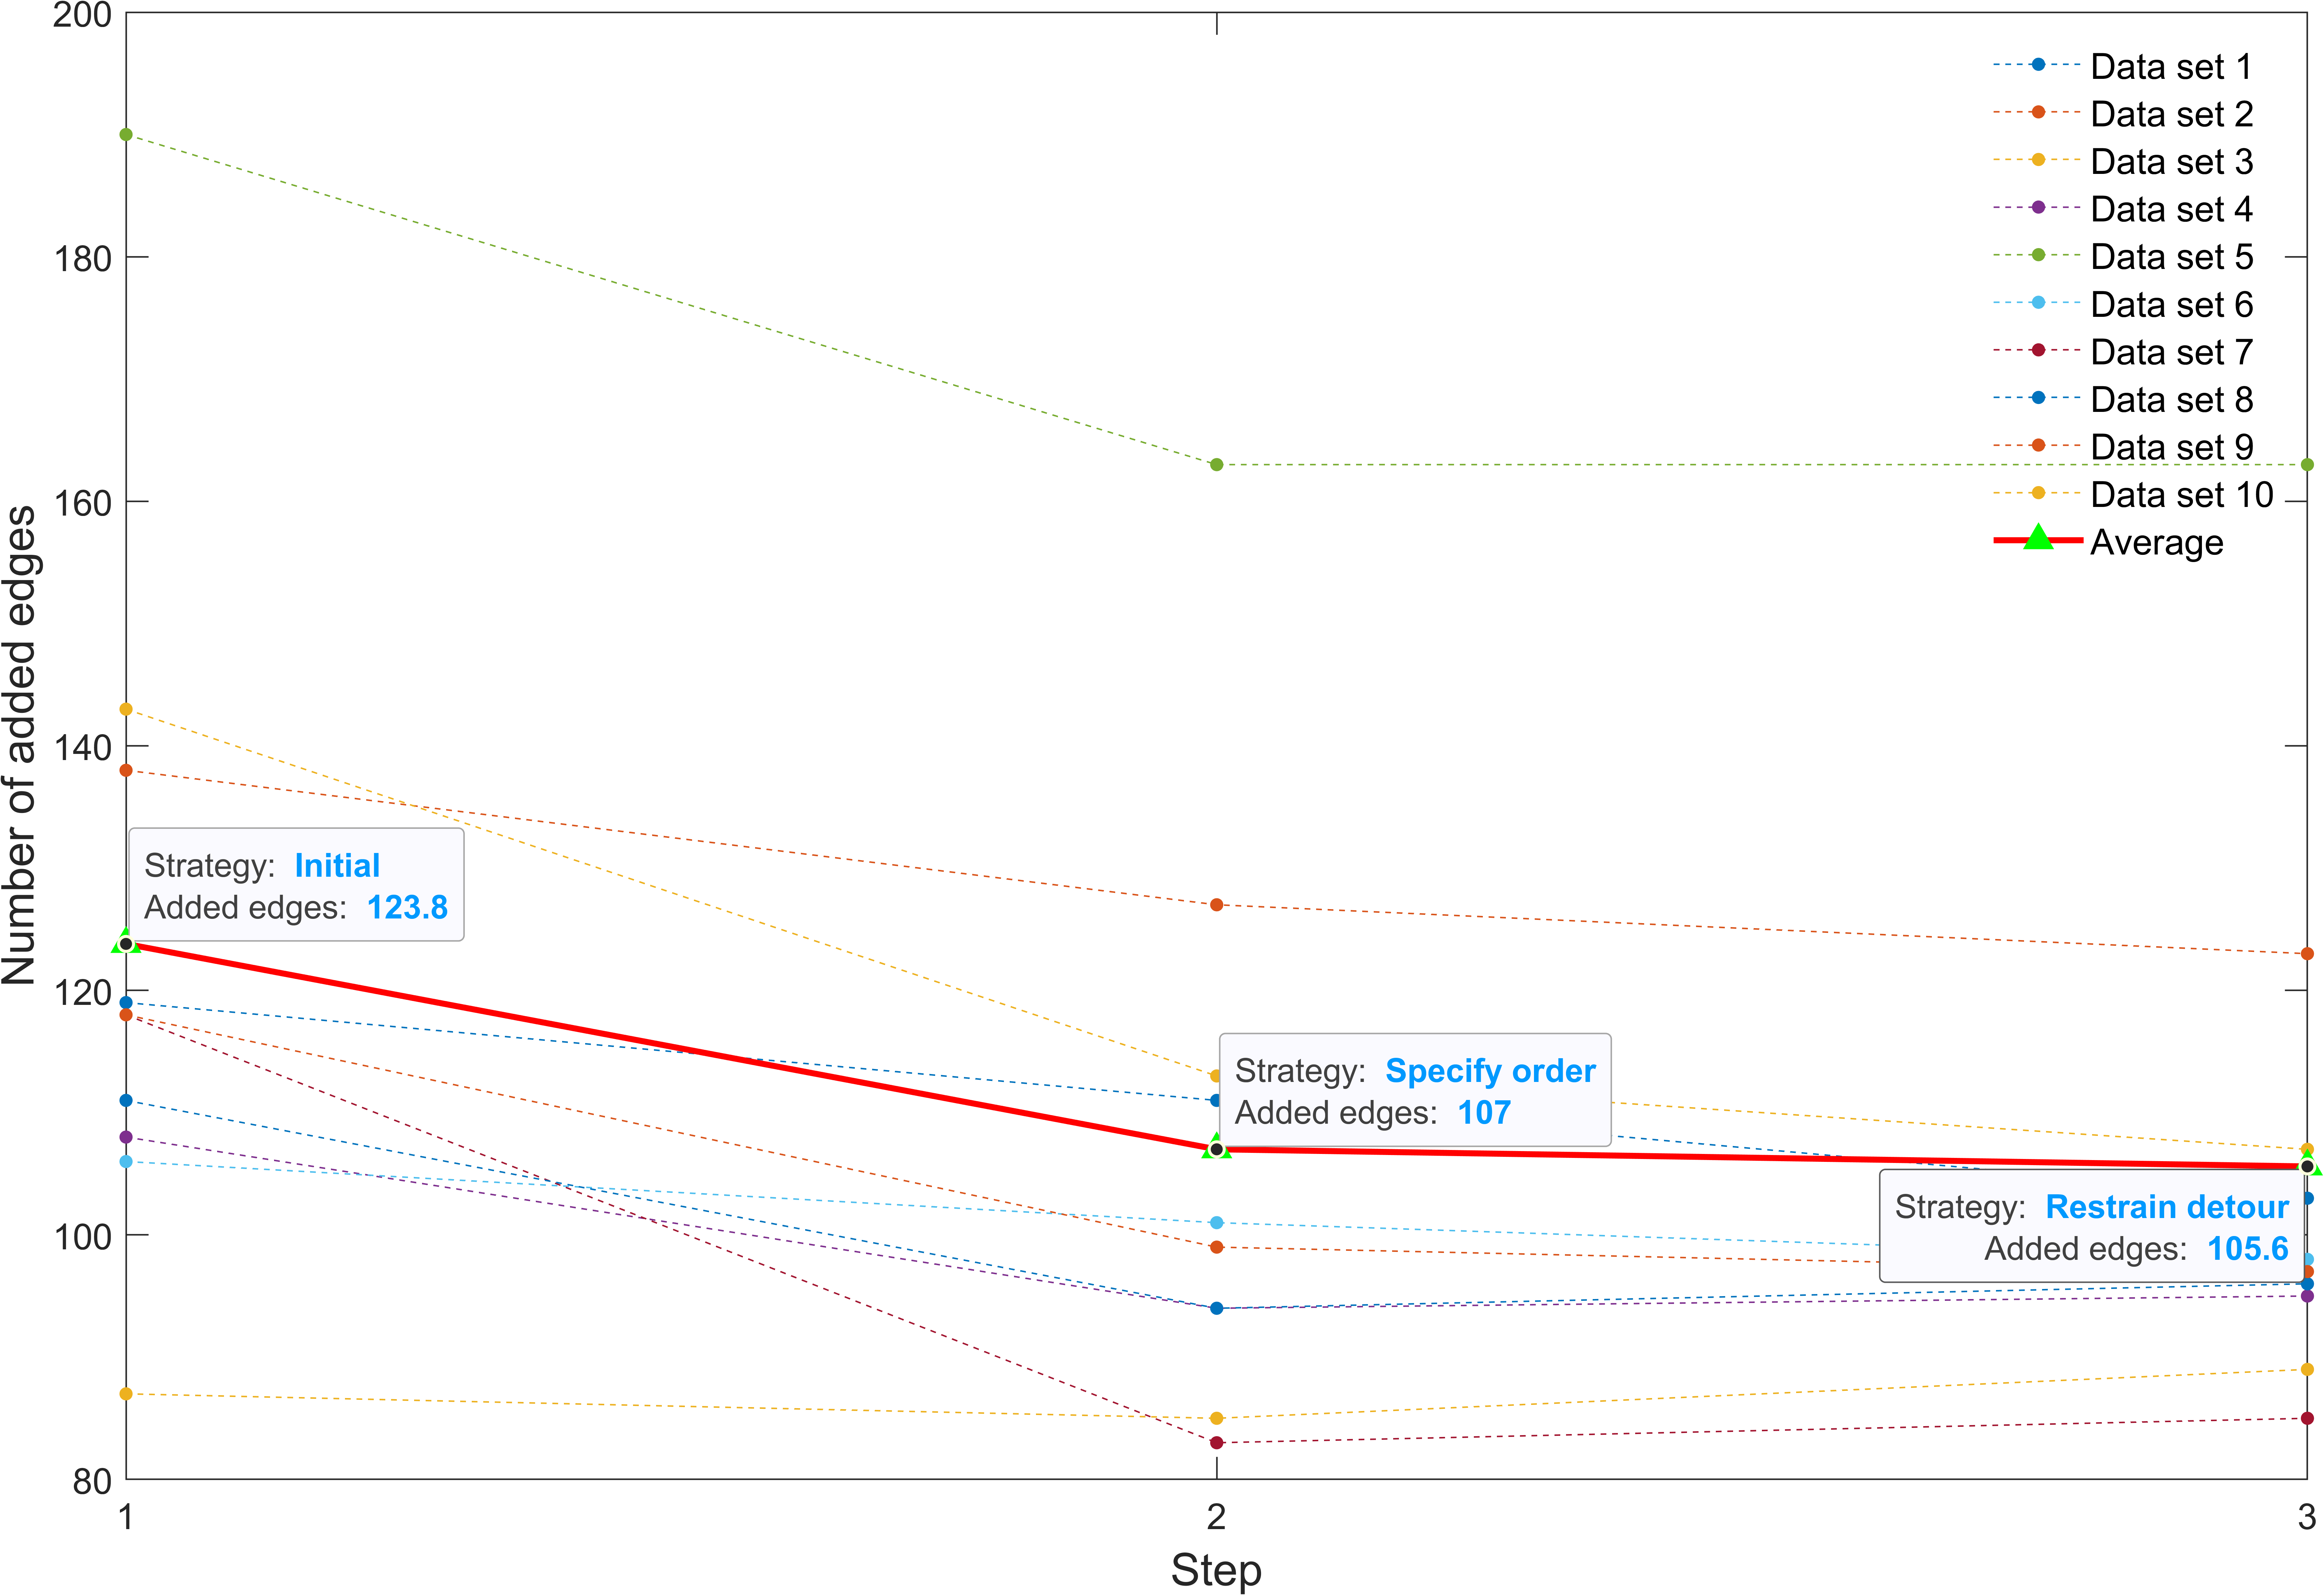 200
180
160
140
120
100
80
Number of added edges
1
2
3
Step
Data set 1
Data set 2
Data set 3
Data set 4
Data set 5
Data set 6
Data set 7
Data set 8
Data set 9
Data set 10
Average
Strategy: Initial
Added edges: 123.8
Strategy: Specify order
Added edges: 107
Strategy: Restrain detour
Added edges: 105.6